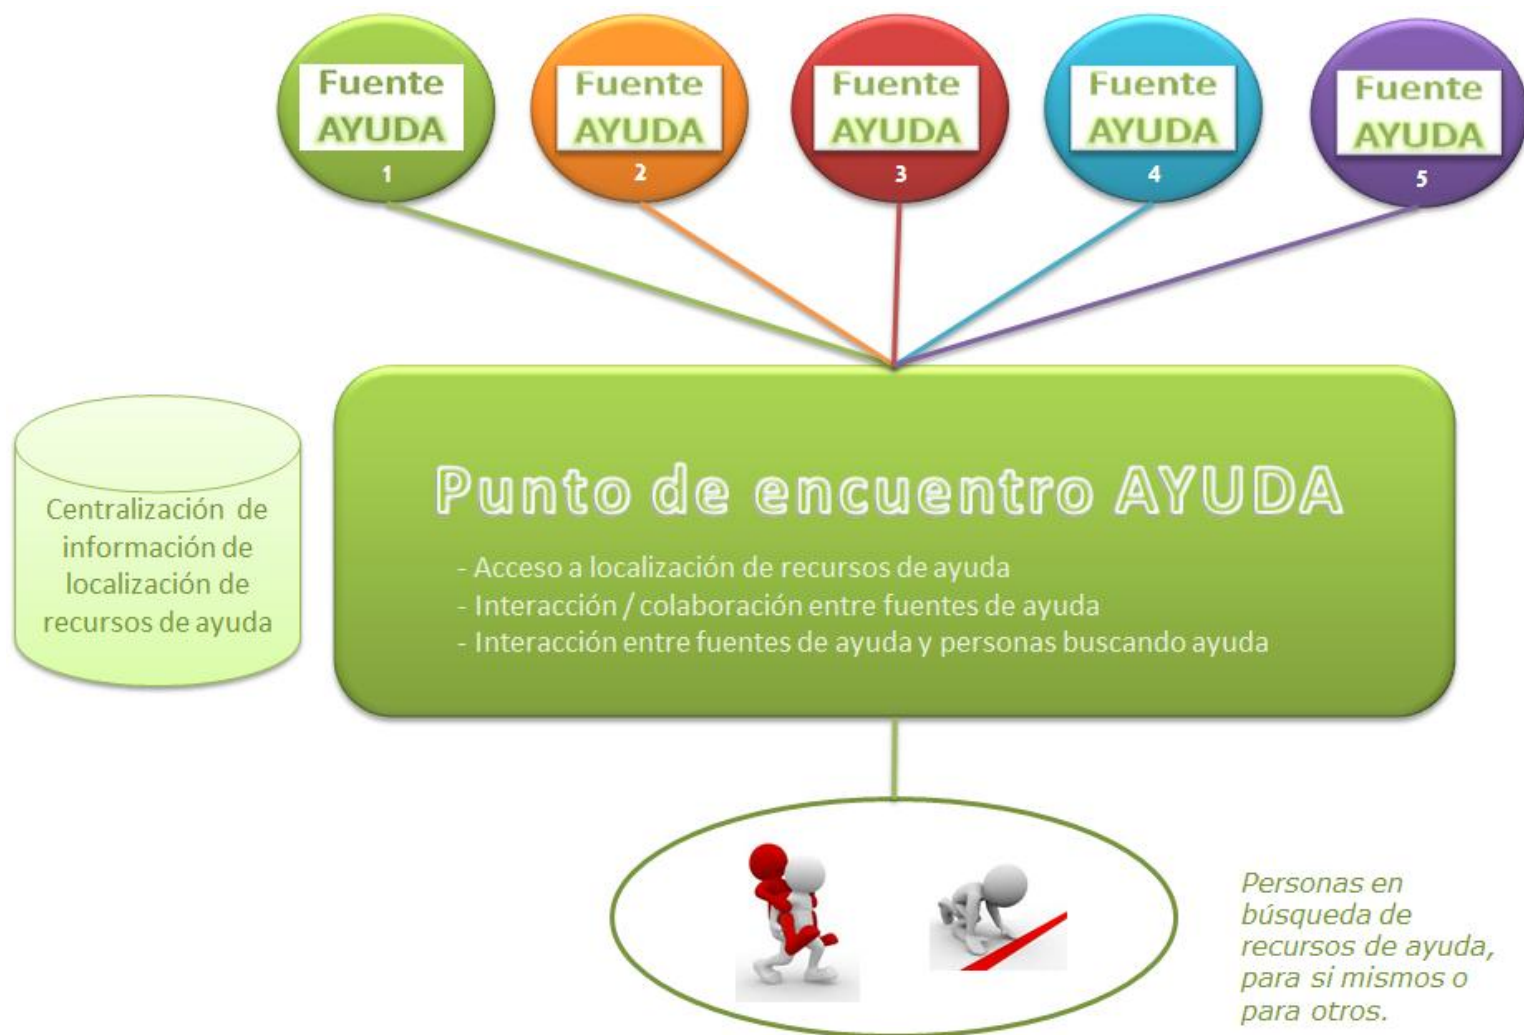 Fuente
AYUDA
1
Fuente
AYUDA
2
Fuente
AYUDA
3
Fuente
AYUDA
4
Fuente
AYUDA
5
Centralización de
información de
localización de
recursos de ayuda
Punto de encuentro AYUDA
- Acceso a localización de recursos de ayuda
- Interacción / colaboración entre fuentes de ayuda
- Interacción entre fuentes de ayuda y personas buscando ayuda
Personas en
búsqueda de
recursos de ayuda,
para si mismos o
para otros.